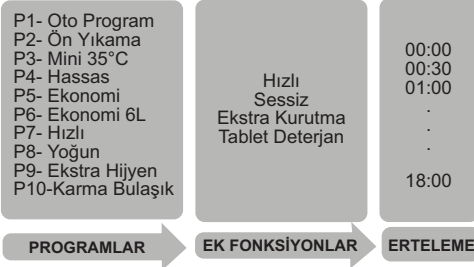 P1- Oto Program
P2- Ön Yıkama
P3- Mini 35°C
P4- Hassas
P5- Ekonomi
P6- Ekonomi 6L
P7- Hızlı
P8- Yoğun
P9- Ekstra Hijyen
P10-Karma Bulaşık
Hızlı
Sessiz
Ekstra Kurutma
Tablet Deterjan
00:00
00:30
01:00
.
.
.
18:00
PROGRAMLAR
EK FONKSİYONLAR
ERTELEME